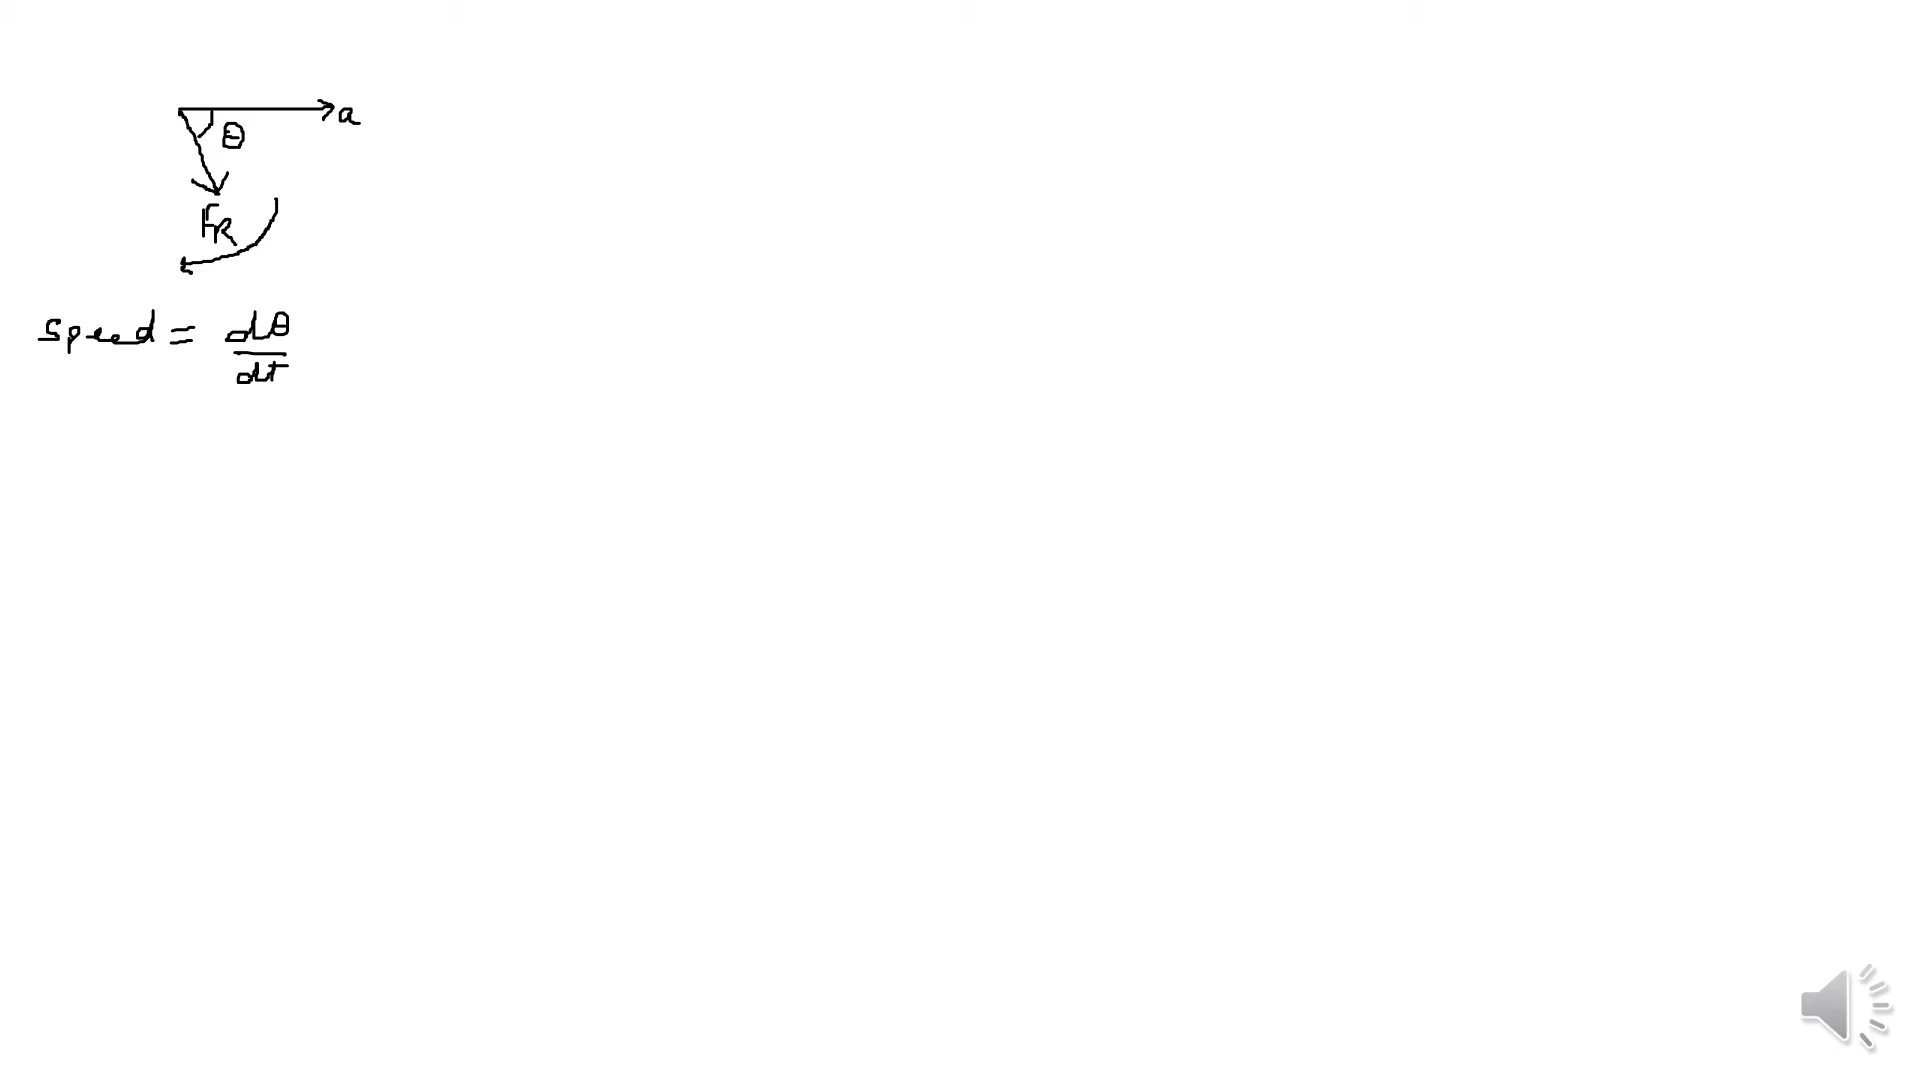 a
θ
FR
speed = dθ
dt